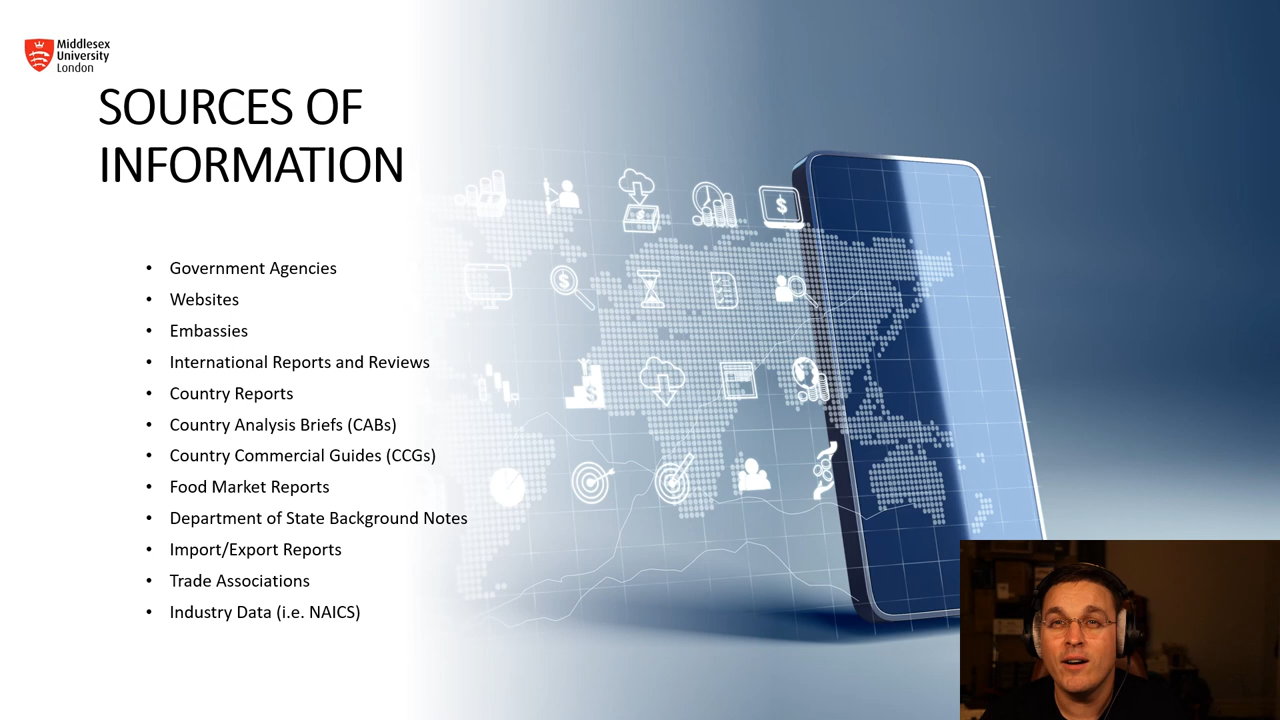 Middlesex
University
London
SOURCES OF
INFORMATION
• Government Agencies
• Websites
• Embassies
• International Reports and Reviews
• Country Reports
• Country Analysis Briefs (CABs)
• Country Commercial Guides (CCGs)
• Food Market Reports
• Department of State Background Notes
• Import/Export Reports
• Trade Associations
• Industry Data (i.e. NAICS)